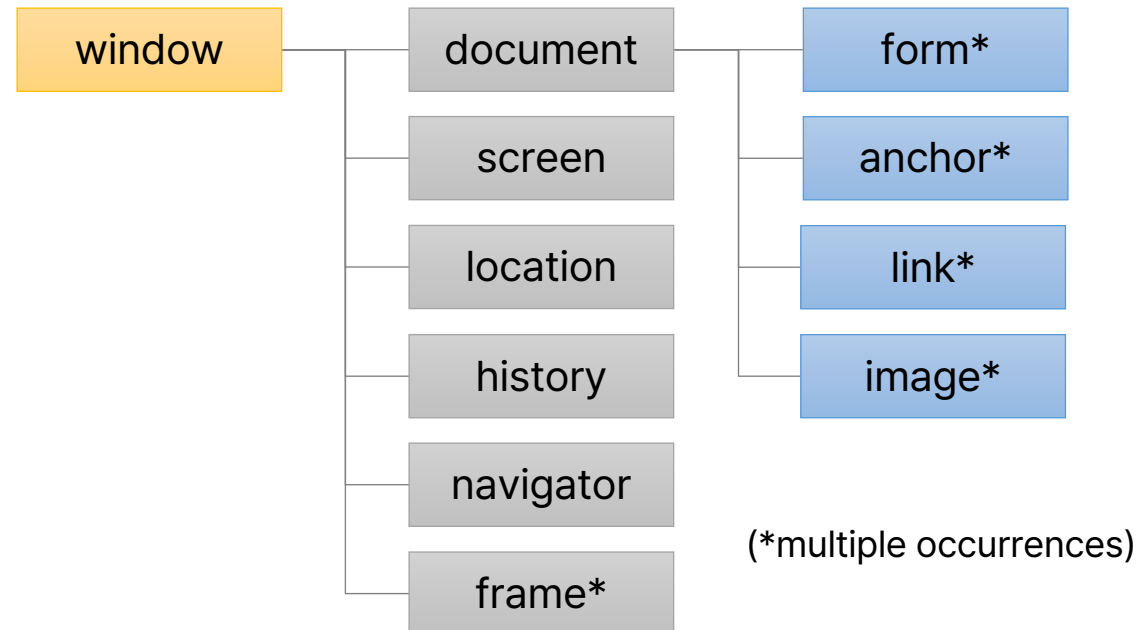 window
document
form*
screen
anchor*
location
link*
history
image*
navigator
(*multiple occurrences)
frame*